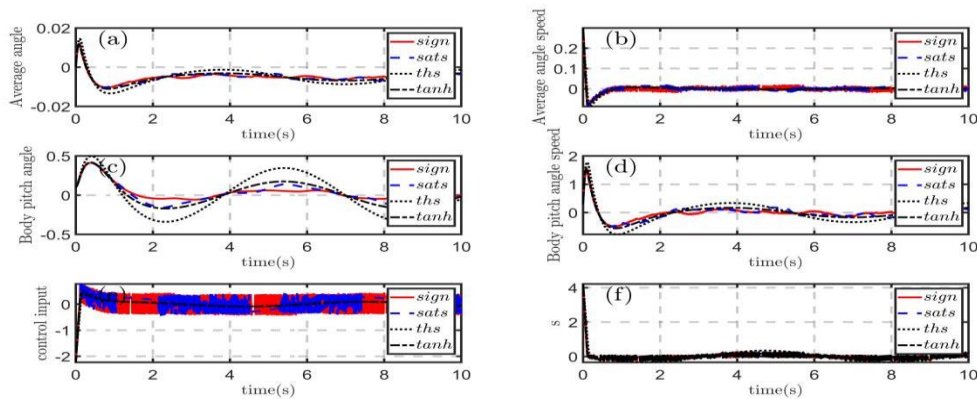 (a)
Average angle
0.02
0
-0.02
0 2 4 6 8 10
time(s)
sign
sats
ths
tanh
(b)
Average angle speed
0.2
0.1
0
0 2 4 6 8 10
time(s)
sign
sats
ths
tanh
(c)
Body pitch angle
0.5
0
-0.5
0 2 4 6 8 10
time(s)
sign
sats
ths
tanh
(d)
Body pitch angle speed
2
1
0
0 2 4 6 8 10
time(s)
sign
sats
ths
tanh
control input
0
-1
-2
0 2 4 6 8 10
time(s)
sign
sats
ths
tanh
(f)
s
4
2
0
0 2 4 6 8 10
time(s)
sign
sats
ths
tanh